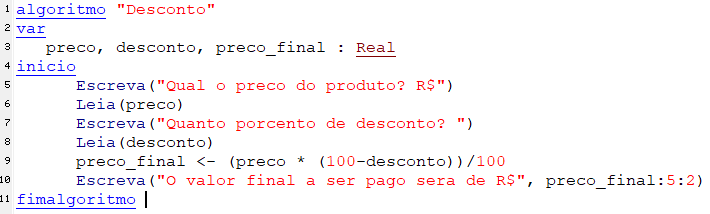 1 algoritmo "Desconto"
2 var
3 preco, desconto, preco_final : Real
4 inicio
5 Escreva("Qual o preco do produto? R$")
6 Leia(preco)
7 Escreva("Quanto porcento de desconto? ")
8 Leia(desconto)
9 preco_final <- (preco * (100-desconto))/100
10 Escreva("O valor final a ser pago sera de R$", preco_final:5:2)
11 fimalgoritmo